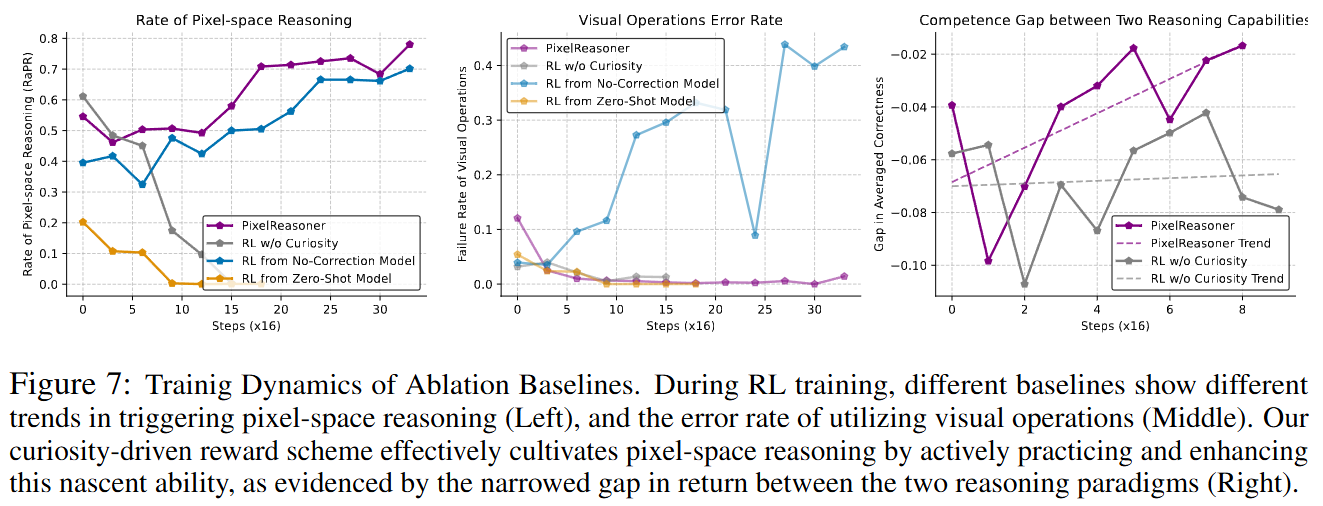 Rate of Pixel-space Reasoning
Rate of Pixel-space Reasoning (RaPR)
0.8
0.7
0.6
0.5
0.4
0.3
0.2
0.1
0.0
PixelReasoner
RL w/o Curiosity
RL from No-Correction Model
RL from Zero-Shot Model
0 5 10 15 20 25 30
Steps (x16)
Visual Operations Error Rate
Failure Rate of Visual Operations
0.4
0.3
0.2
0.1
0.0
PixelReasoner
RL w/o Curiosity
RL from No-Correction Model
RL from Zero-Shot Model
0 5 10 15 20 25 30
Steps (x16)
Competence Gap between Two Reasoning Capabilities
Gap in Averaged Correctness
−0.02
−0.04
−0.06
−0.08
−0.10
PixelReasoner
PixelReasoner Trend
RL w/o Curiosity
RL w/o Curiosity Trend
0 2 4 6 8
Steps (x16)
Figure 7: Trainig Dynamics of Ablation Baselines. During RL training, different baselines show different
trends in triggering pixel-space reasoning (Left), and the error rate of utilizing visual operations (Middle). Our
curiosity-driven reward scheme effectively cultivates pixel-space reasoning by actively practicing and enhancing
this nascent ability, as evidenced by the narrowed gap in return between the two reasoning paradigms (Right).